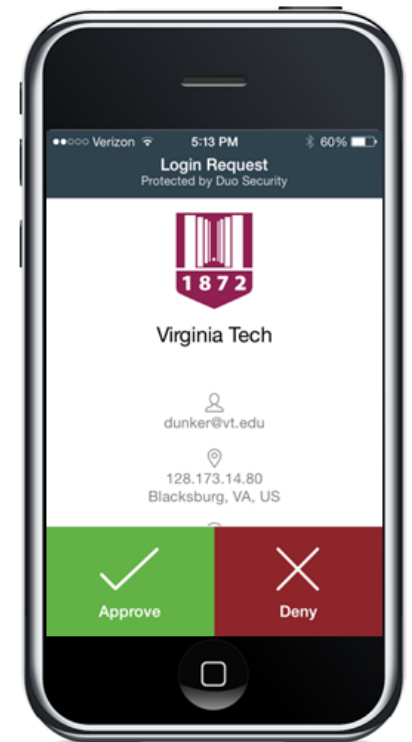 Verizon 5:13 PM 60%
Login Request
Protected by Duo Security
1872
Virginia Tech
dunker@vt.edu
128.173.14.80
Blacksburg, VA, US
Approve Deny